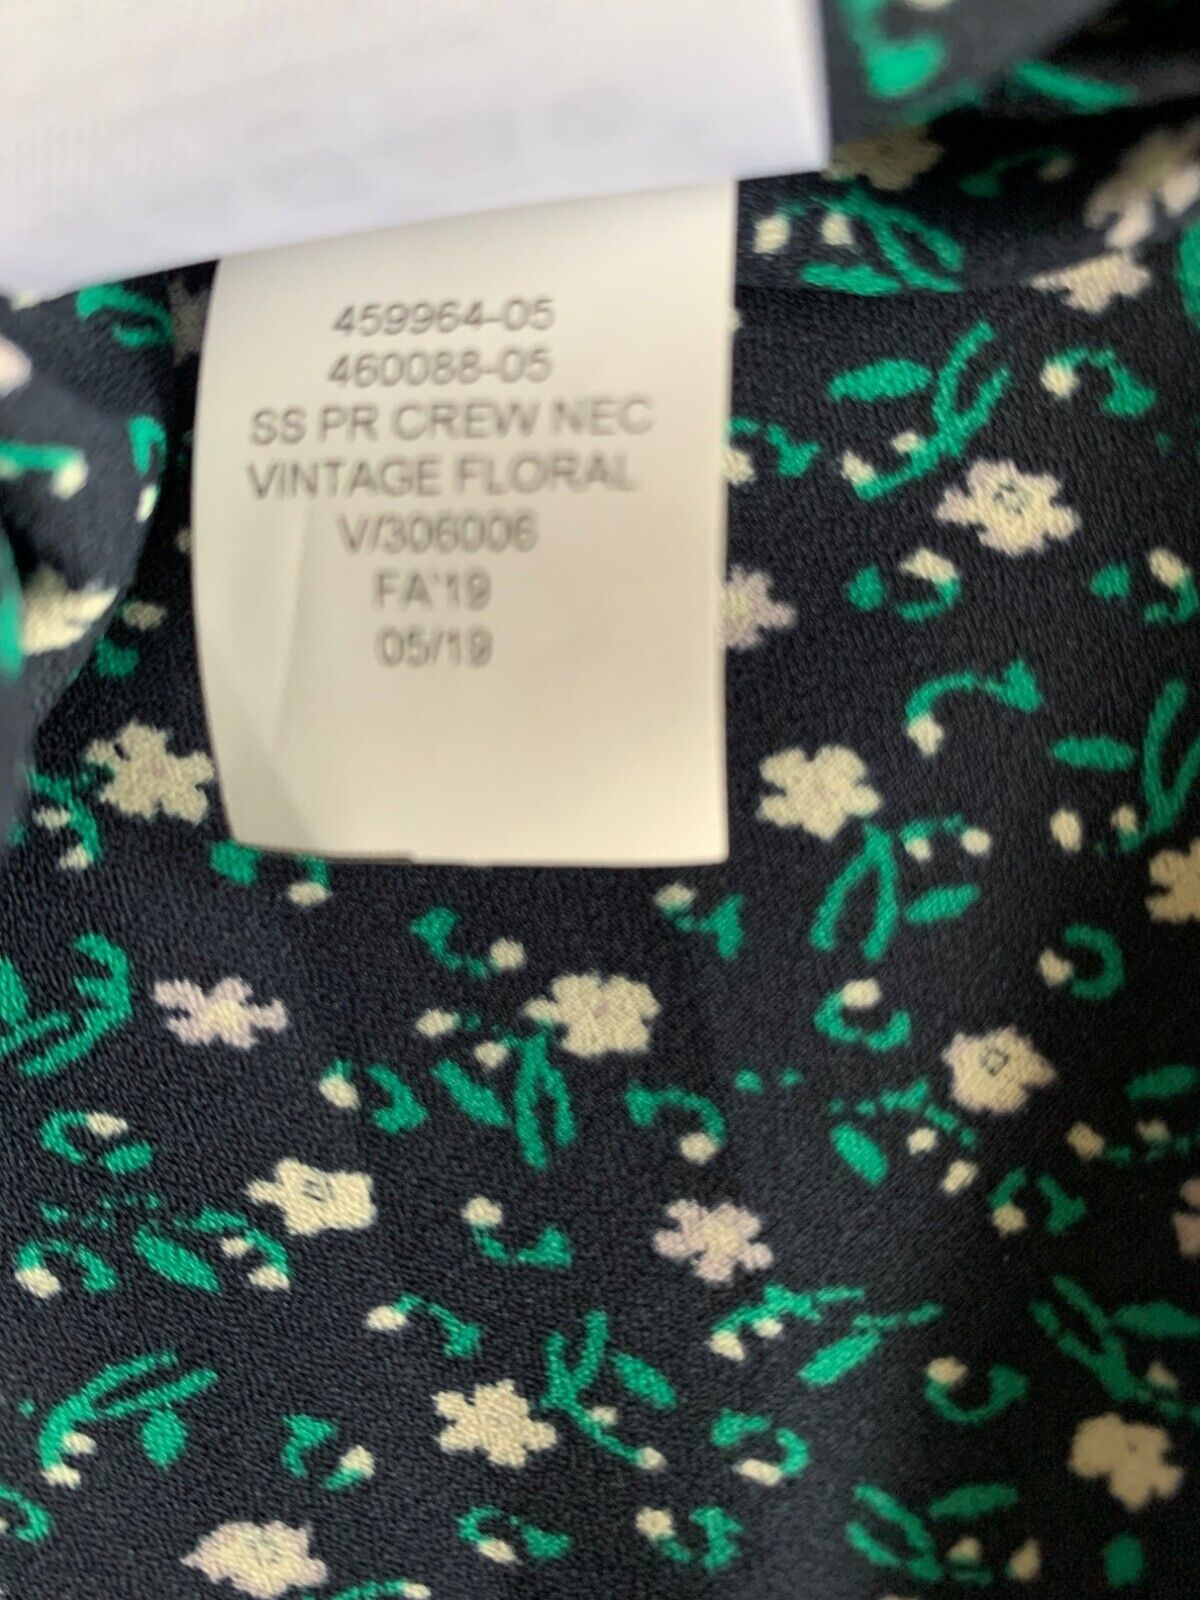 459964-05
460088-05
SS PR CREW NEC
VINTAGE FLORAL
V/306006
FA'19
05/19